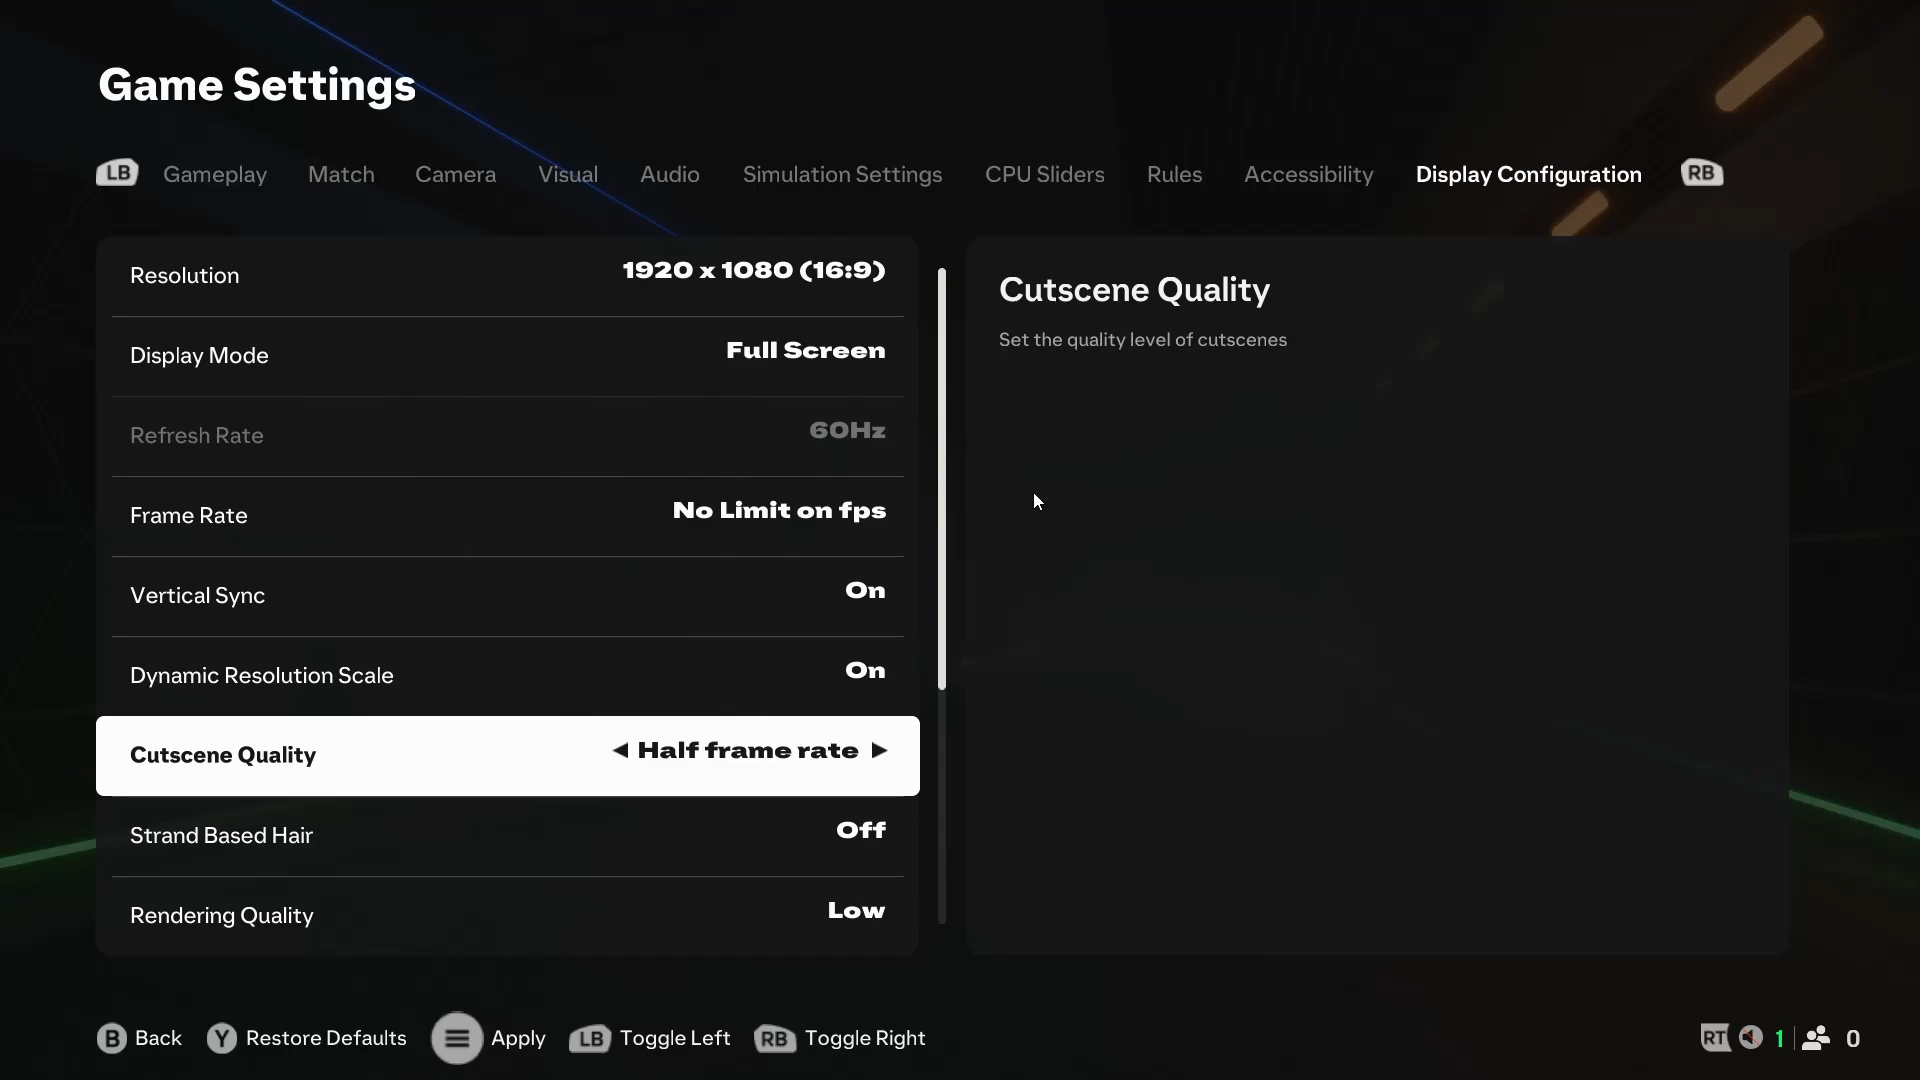 Game Settings
LB Gameplay Match Camera Visual Audio Simulation Settings CPU Sliders Rules Accessibility Display Configuration RB
Resolution 1920 x 1080 (16:9)
Display Mode Full Screen
Refresh Rate 60Hz
Frame Rate No Limit on fps
Vertical Sync On
Dynamic Resolution Scale On
Cutscene Quality Half frame rate
Strand Based Hair Off
Rendering Quality Low
Cutscene Quality
Set the quality level of cutscenes
B Back Y Restore Defaults Apply LB Toggle Left RB Toggle Right
RT 1 0